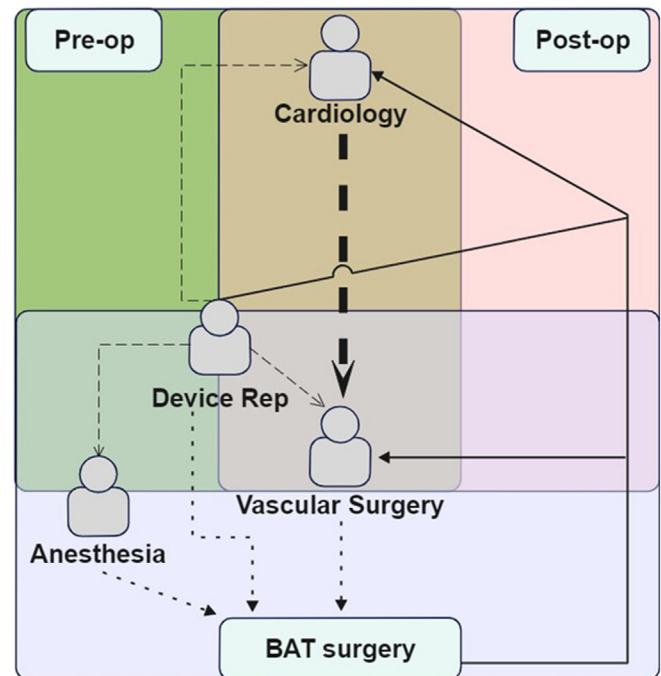 Pre-op
Post-op
Cardiology
Device Rep
Vascular Surgery
Anesthesia
BAT surgery